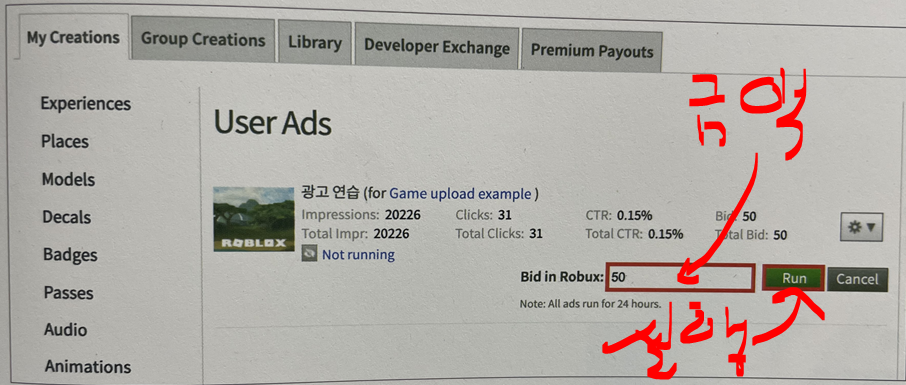 My Creations Group Creations Library Developer Exchange Premium Payouts
금액
Experiences
Places
Models
Decals
Badges
Passes
Audio
Animations
User Ads
ROBLOX
광고 연습 (for Game upload example )
Impressions: 20226 Clicks: 31 CTR: 0.15% Bid: 50
Total Impr: 20226 Total Clicks: 31 Total CTR: 0.15% Total Bid: 50
Not running
Bid in Robux: 50 Run Cancel
Note: All ads run for 24 hours.